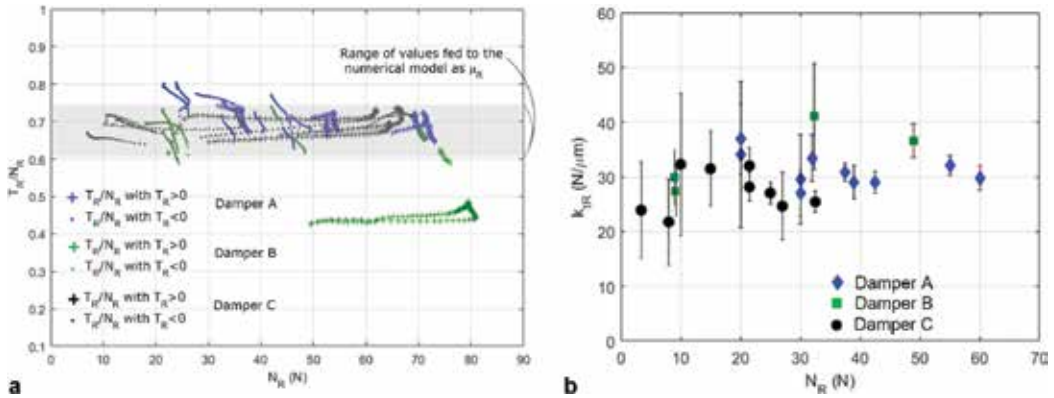 1
0.9
0.8
0.7
0.6
0.5
0.4
0.3
0.2
0.1
T_R/N_R
Range of values fed to the
numerical model as μ_R
T_R/N_R with T_R>0
T_R/N_R with T_R<0
Damper A
T_R/N_R with T_R>0
T_R/N_R with T_R<0
Damper B
T_R/N_R with T_R>0
T_R/N_R with T_R<0
Damper C
0 10 20 30 40 50 60 70 80 90
N_R (N)
a
60
50
40
30
20
10
0
k_tR (N/μm)
Damper A
Damper B
Damper C
0 10 20 30 40 50 60 70
N_R (N)
b